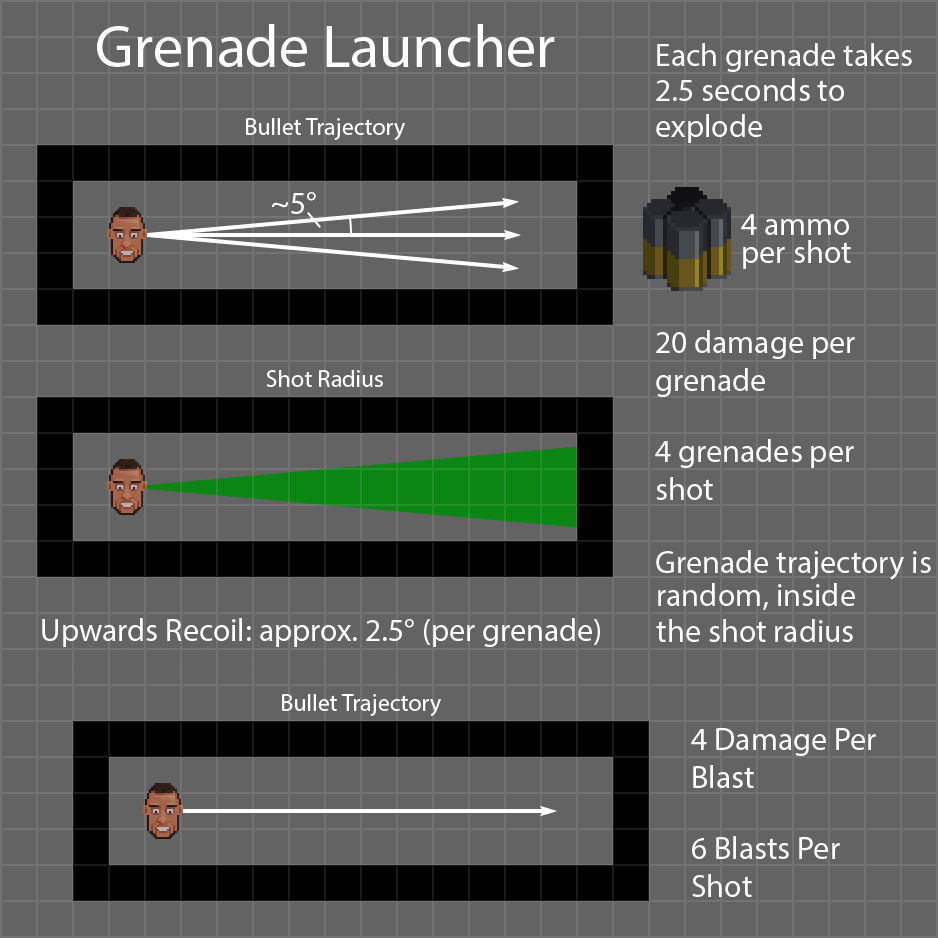 Grenade Launcher
Each grenade takes
2.5 seconds to
explode
Bullet Trajectory
~5°
4 ammo
per shot
20 damage per
grenade
Shot Radius
4 grenades per
shot
Grenade trajectory is
random, inside
the shot radius
Upwards Recoil: approx. 2.5° (per grenade)
Bullet Trajectory
4 Damage Per
Blast
6 Blasts Per
Shot